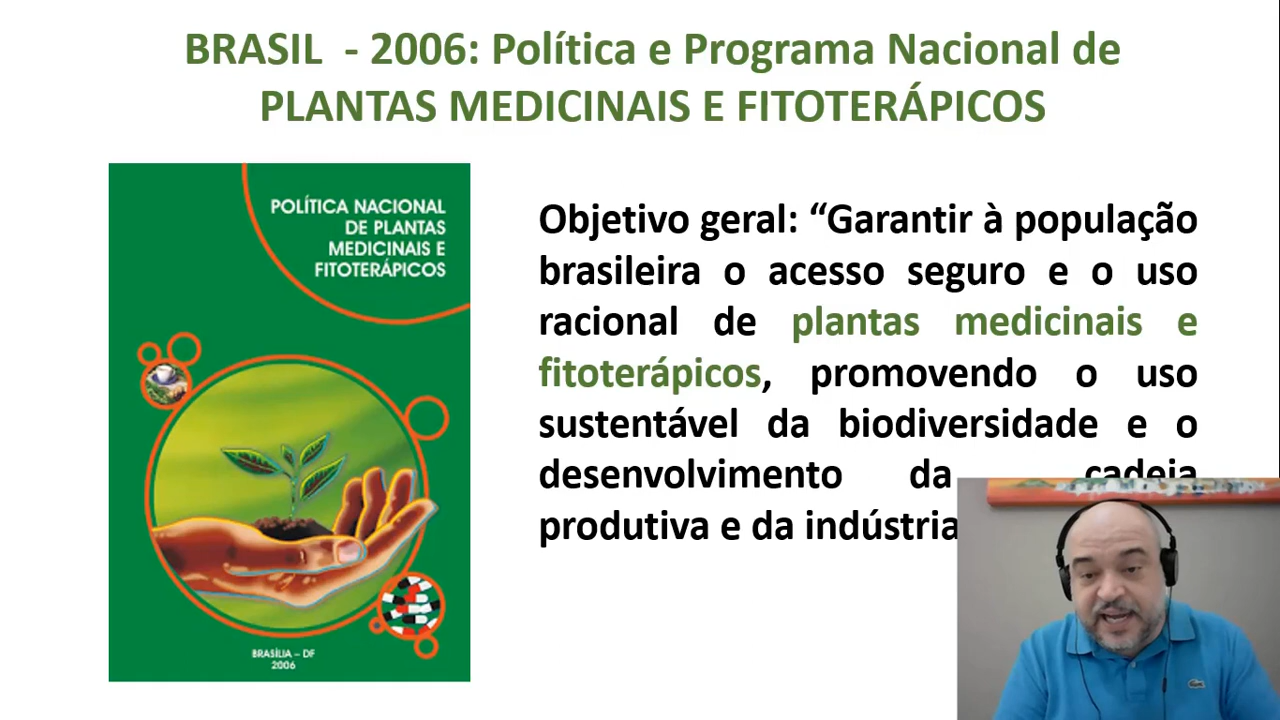 BRASIL - 2006: Política e Programa Nacional de
PLANTAS MEDICINAIS E FITOTERÁPICOS
POLÍTICA NACIONAL
DE PLANTAS
MEDICINAIS E
FITOTERÁPICOS
BRASÍLIA – DF
2006
Objetivo geral: “Garantir à população
brasileira o acesso seguro e o uso
racional de plantas medicinais e
fitoterápicos, promovendo o uso
sustentável da biodiversidade e o
desenvolvimento da cadeia
produtiva e da indústria